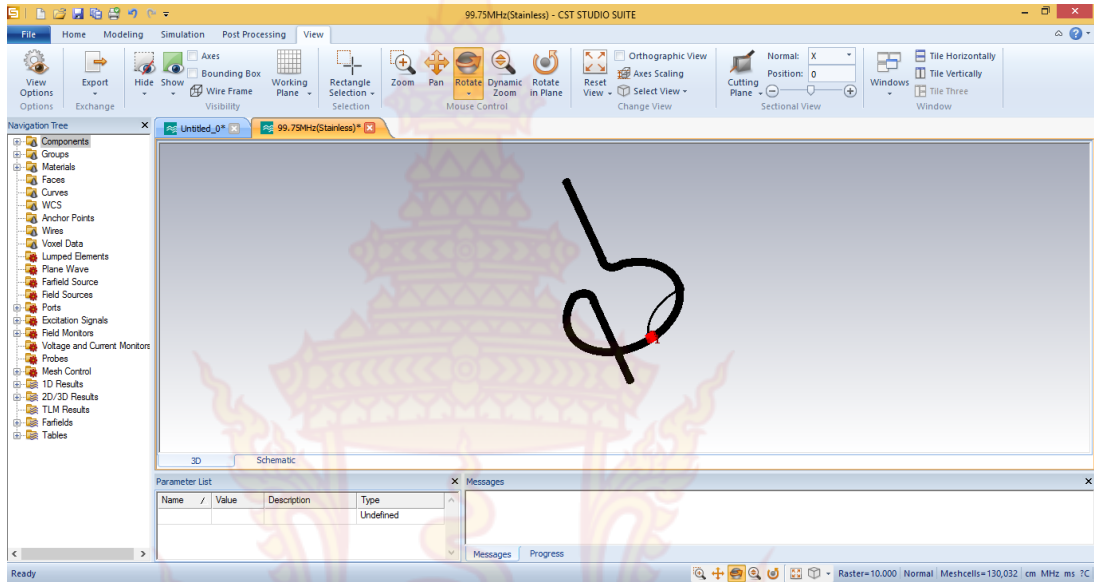 99.75MHz(Stainless) - CST STUDIO SUITE
File Home Modeling Simulation Post Processing View
View Options
Export
Hide Show
Axes
Bounding Box
Wire Frame
Working Plane
Rectangle Selection
Zoom Pan Rotate Dynamic Zoom Rotate in Plane
Reset View
Orthographic View
Axes Scaling
Select View
Cutting Plane
Normal: X
Position: 0
Windows
Tile Horizontally
Tile Vertically
Tile Three
Options Exchange Visibility Selection Mouse Control Change View Sectional View Window
Navigation Tree
Untitled_0* 99.75MHz(Stainless)*
Components
Groups
Materials
Faces
Curves
WCS
Anchor Points
Wires
Voxel Data
Lumped Elements
Plane Wave
Farfield Source
Field Sources
Ports
Excitation Signals
Field Monitors
Voltage and Current Monitors
Probes
Mesh Control
1D Results
2D/3D Results
TLM Results
Farfields
Tables
1
3D Schematic
Parameter List
Name / Value Description Type
Undefined
Messages
Messages Progress
Ready
Raster=10.000 Normal Meshcells=130,032 cm MHz ms ?C